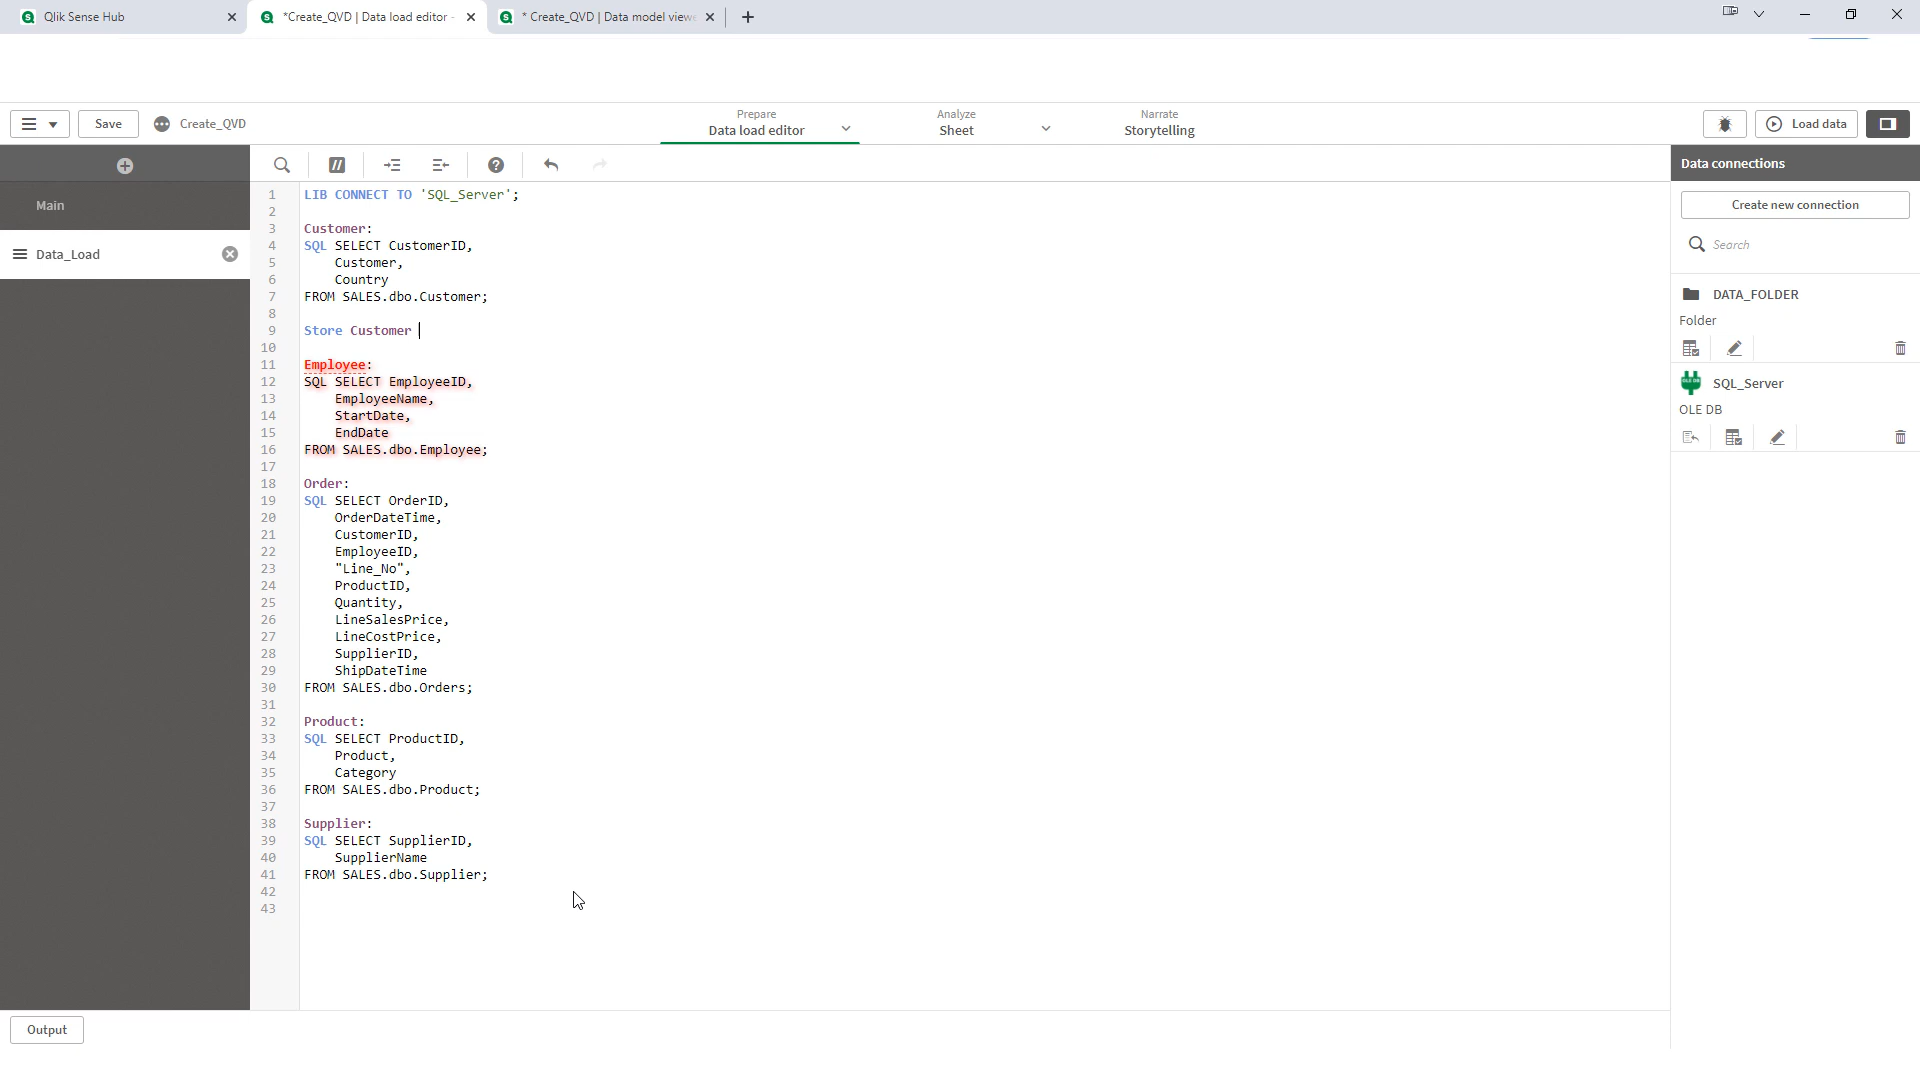 Qlik Sense Hub
*Create_QVD | Data load editor -
* Create_QVD | Data model viewe
Save
Create_QVD
Prepare
Data load editor
Analyze
Sheet
Narrate
Storytelling
Load data
Main
Data_Load
1 LIB CONNECT TO 'SQL_Server';
2
3 Customer:
4 SQL SELECT CustomerID,
5 Customer,
6 Country
7 FROM SALES.dbo.Customer;
8
9 Store Customer
10
11 Employee:
12 SQL SELECT EmployeeID,
13 EmployeeName,
14 StartDate,
15 EndDate
16 FROM SALES.dbo.Employee;
17
18 Order:
19 SQL SELECT OrderID,
20 OrderDateTime,
21 CustomerID,
22 EmployeeID,
23 "Line_No",
24 ProductID,
25 Quantity,
26 LineSalesPrice,
27 LineCostPrice,
28 SupplierID,
29 ShipDateTime
30 FROM SALES.dbo.Orders;
31
32 Product:
33 SQL SELECT ProductID,
34 Product,
35 Category
36 FROM SALES.dbo.Product;
37
38 Supplier:
39 SQL SELECT SupplierID,
40 SupplierName
41 FROM SALES.dbo.Supplier;
42
43
Data connections
Create new connection
Search
DATA_FOLDER
Folder
SQL_Server
OLE DB
Output